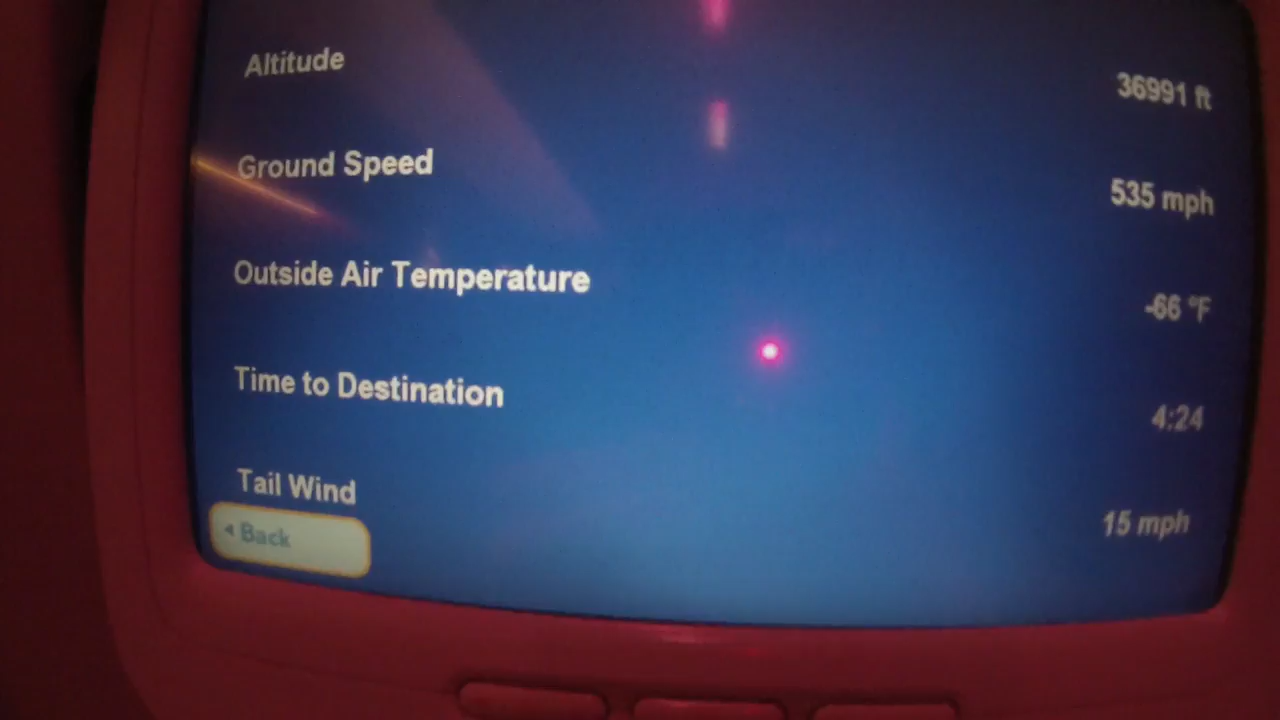 Altitude 36991 ft
Ground Speed 535 mph
Outside Air Temperature -66 °F
Time to Destination 4:24
Tail Wind 15 mph
Back